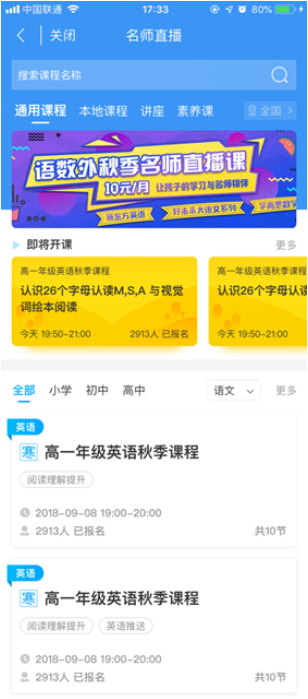 中国联通 17:33 80%
关闭 名师直播
搜索课程名称
通用课程 本地课程 讲座 素养课 全国
语数外秋季名师直播课
10元/月 让孩子的学习与名师相伴
新东方英语 好未来大语文系列 学而思数学
即将开课 更多
高一年级英语秋季课程
认识26个字母认读M,S,A 与视觉
词绘本阅读
今天 19:50-21:00 2913人 已报名
高一年级英语秋季课程
认识26个字
词绘本阅读
今天 19:50-21:00
全部 小学 初中 高中 语文 更多
英语
寒 高一年级英语秋季课程
阅读理解提升
2018-09-08 19:00-20:00
2913人 已报名 共10节
英语
寒 高一年级英语秋季课程
阅读理解提升 英语推送
2018-09-08 19:00-20:00
2913人 已报名 共10节